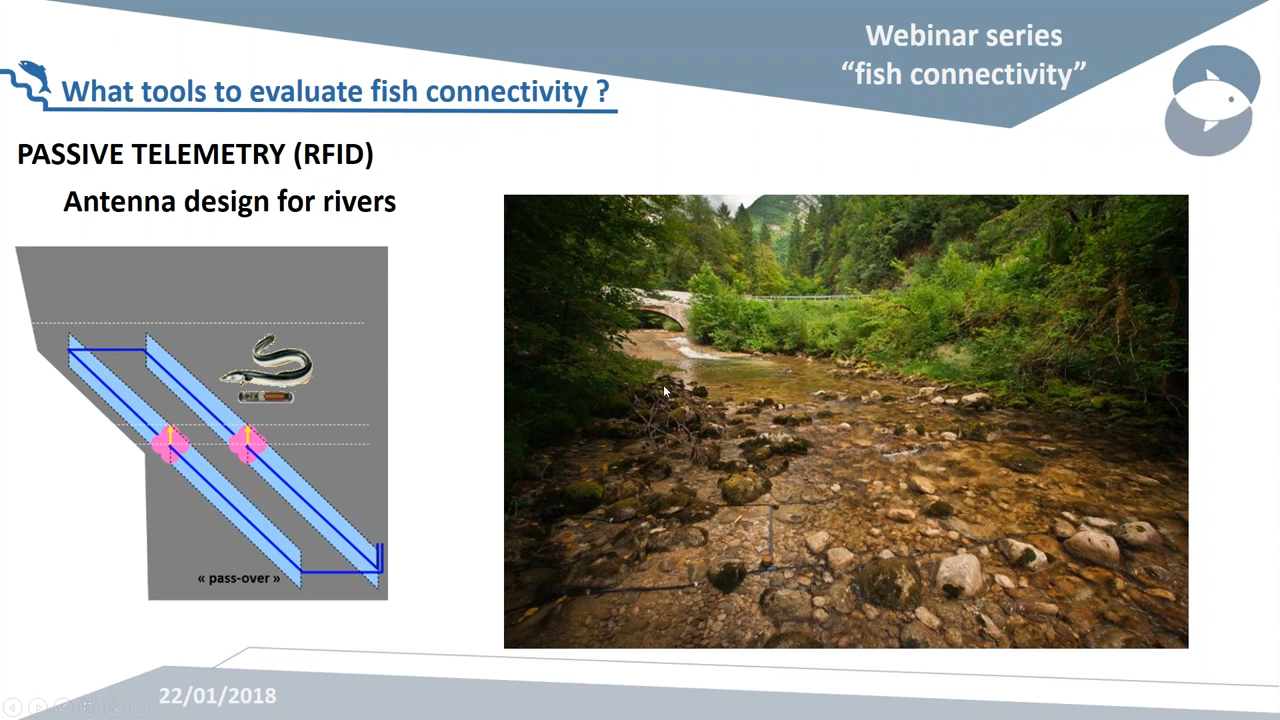 Webinar series
“fish connectivity”
What tools to evaluate fish connectivity ?
PASSIVE TELEMETRY (RFID)
Antenna design for rivers
« pass-over »
22/01/2018